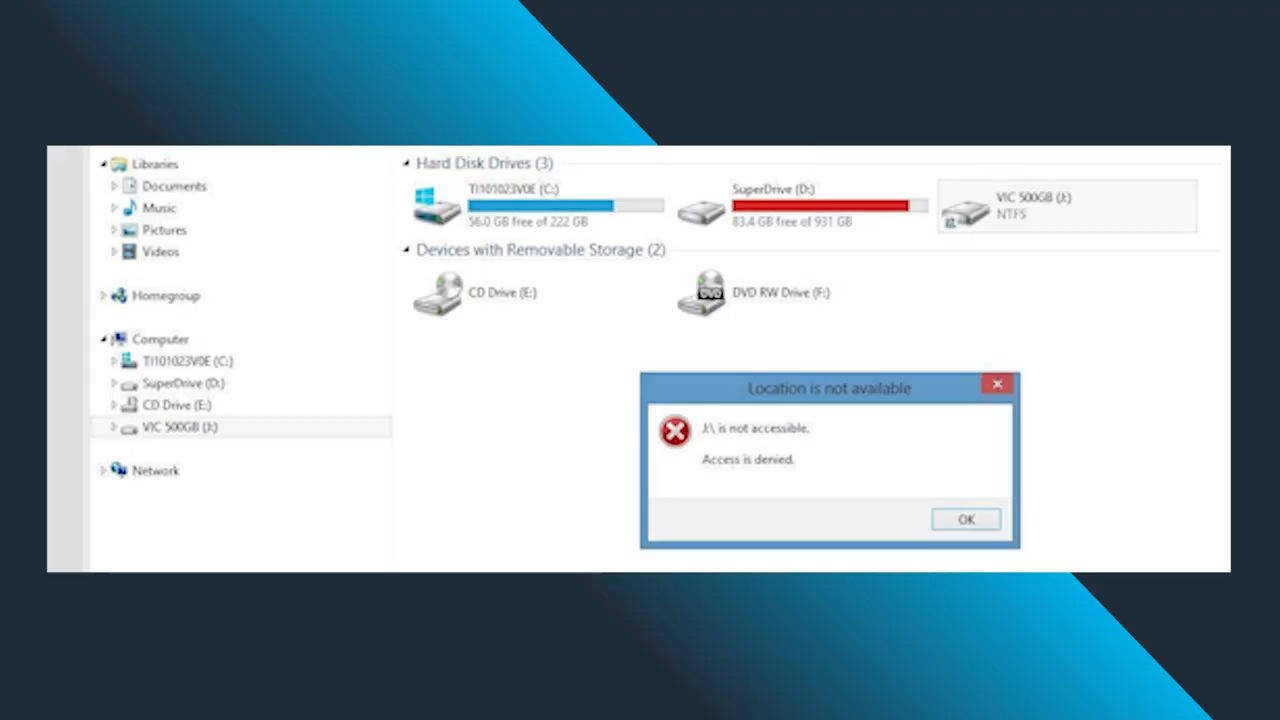 Libraries
Documents
Music
Pictures
Videos
Homegroup
Computer
TI101023V0E (C:)
SuperDrive (D:)
CD Drive (E:)
VIC 500GB (J:)
Network
Hard Disk Drives (3)
TI101023V0E (C:)
56.0 GB free of 222 GB
SuperDrive (D:)
83.4 GB free of 931 GB
VIC 500GB (J:)
NTFS
Devices with Removable Storage (2)
CD Drive (E:)
DVD
DVD RW Drive (F:)
Location is not available
J:\ is not accessible.
Access is denied.
OK